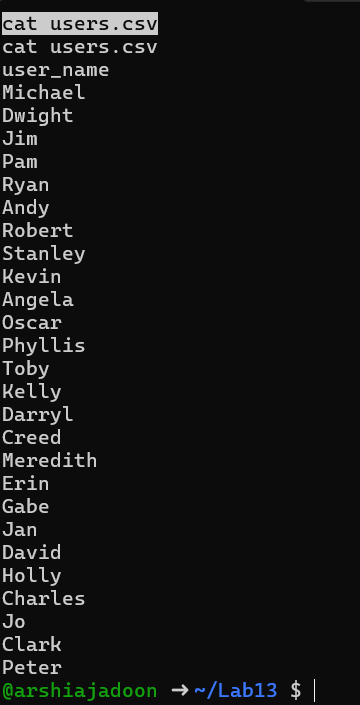 cat users.csv
cat users.csv
user_name
Michael
Dwight
Jim
Pam
Ryan
Andy
Robert
Stanley
Kevin
Angela
Oscar
Phyllis
Toby
Kelly
Darryl
Creed
Meredith
Erin
Gabe
Jan
David
Holly
Charles
Jo
Clark
Peter
@arshiajadoon ➜ ~/Lab13 $